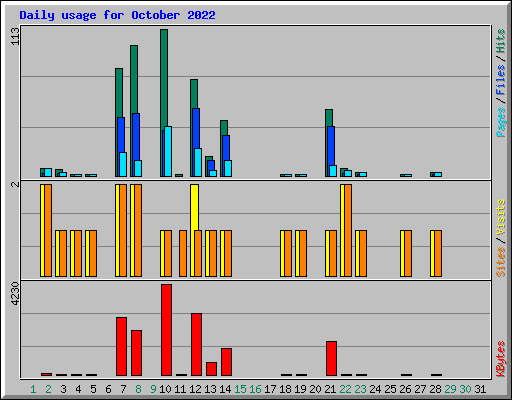 Daily usage for October 2022
113
Pages / Files / Hits
2
Sites / Visits
4230
KBytes
1 2 3 4 5 6 7 8 9 10 11 12 13 14 15 16 17 18 19 20 21 22 23 24 25 26 27 28 29 30 31